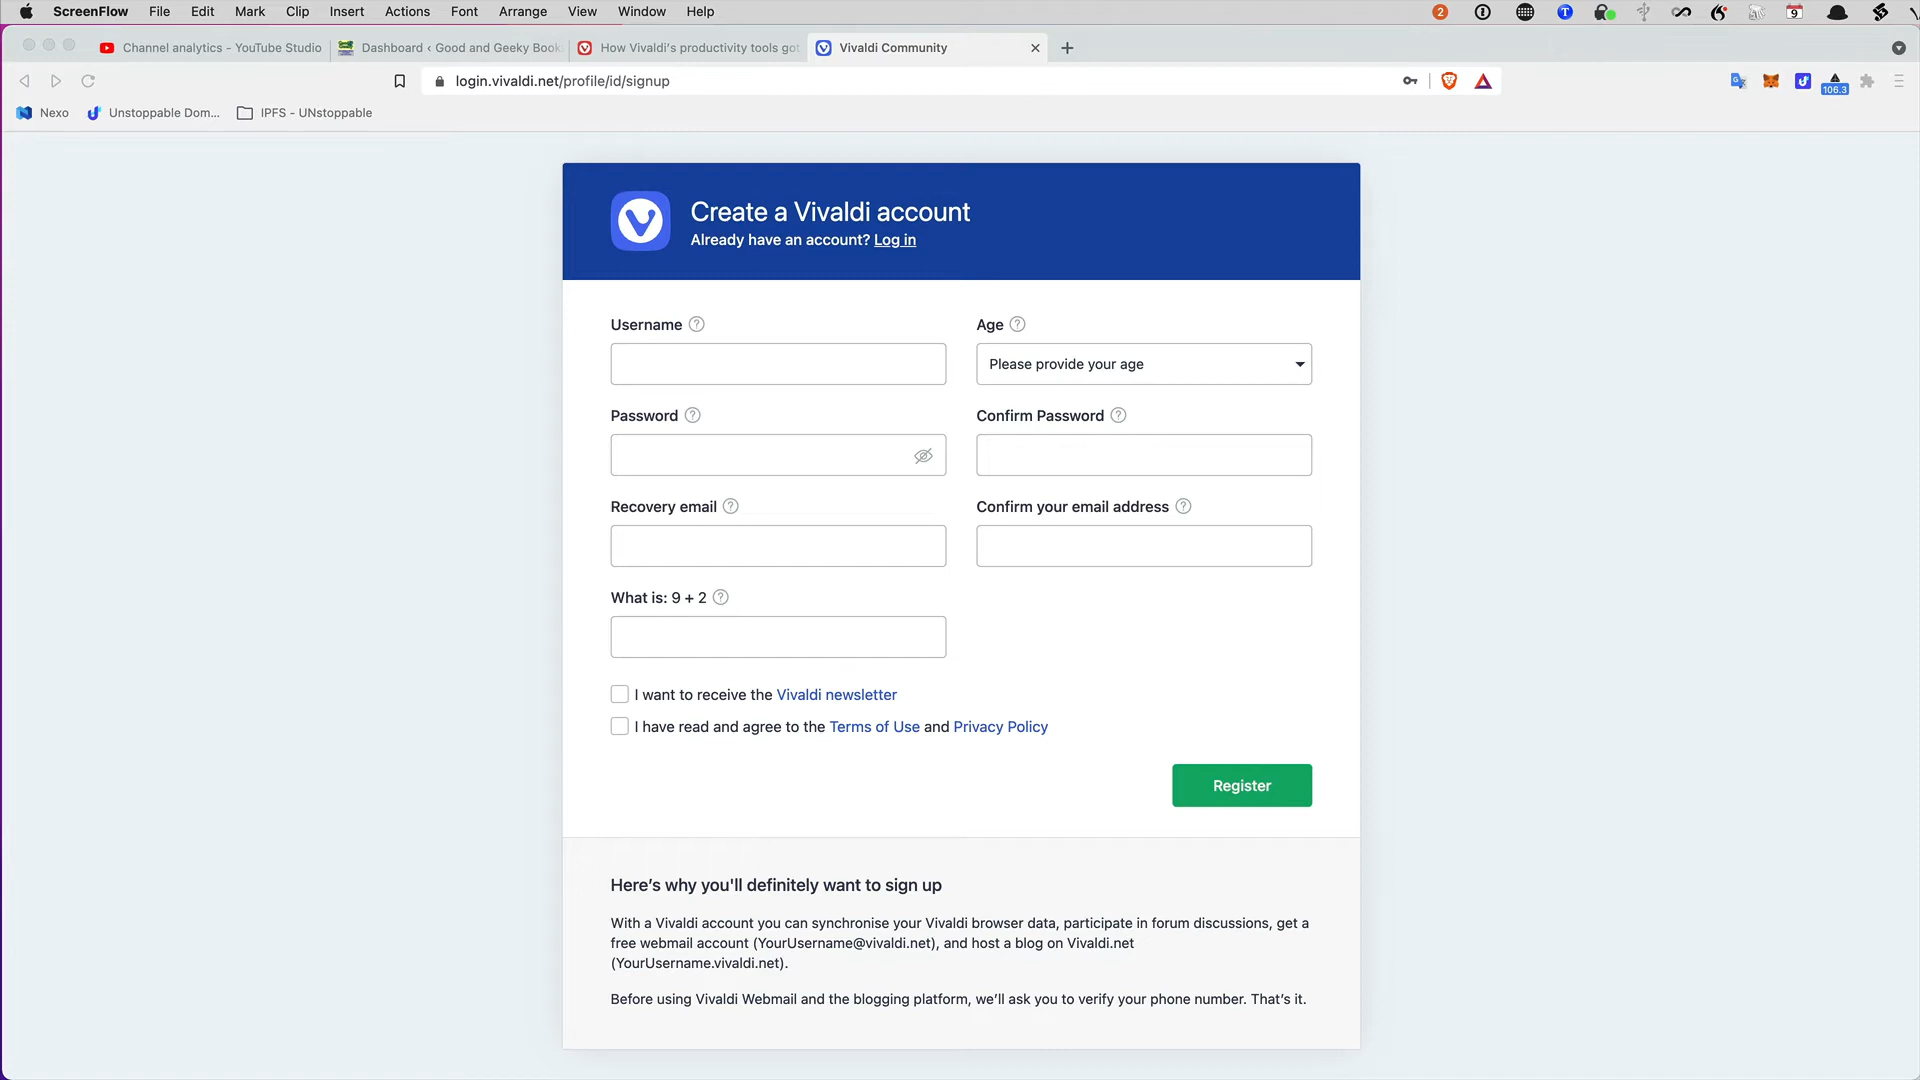 ScreenFlow File Edit Mark Clip Insert Actions Font Arrange View Window Help 2 9
Channel analytics - YouTube Studio Dashboard ‹ Good and Geeky Book How Vivaldi's productivity tools got Vivaldi Community
login.vivaldi.net/profile/id/signup 106.3
Nexo Unstoppable Dom... IPFS - UNstoppable
Create a Vivaldi account
Already have an account? Log in
Username Age
Please provide your age
Password Confirm Password
Recovery email Confirm your email address
What is: 9 + 2
I want to receive the Vivaldi newsletter
I have read and agree to the Terms of Use and Privacy Policy
Register
Here’s why you'll definitely want to sign up
With a Vivaldi account you can synchronise your Vivaldi browser data, participate in forum discussions, get a
free webmail account (YourUsername@vivaldi.net), and host a blog on Vivaldi.net
(YourUsername.vivaldi.net).
Before using Vivaldi Webmail and the blogging platform, we’ll ask you to verify your phone number. That’s it.